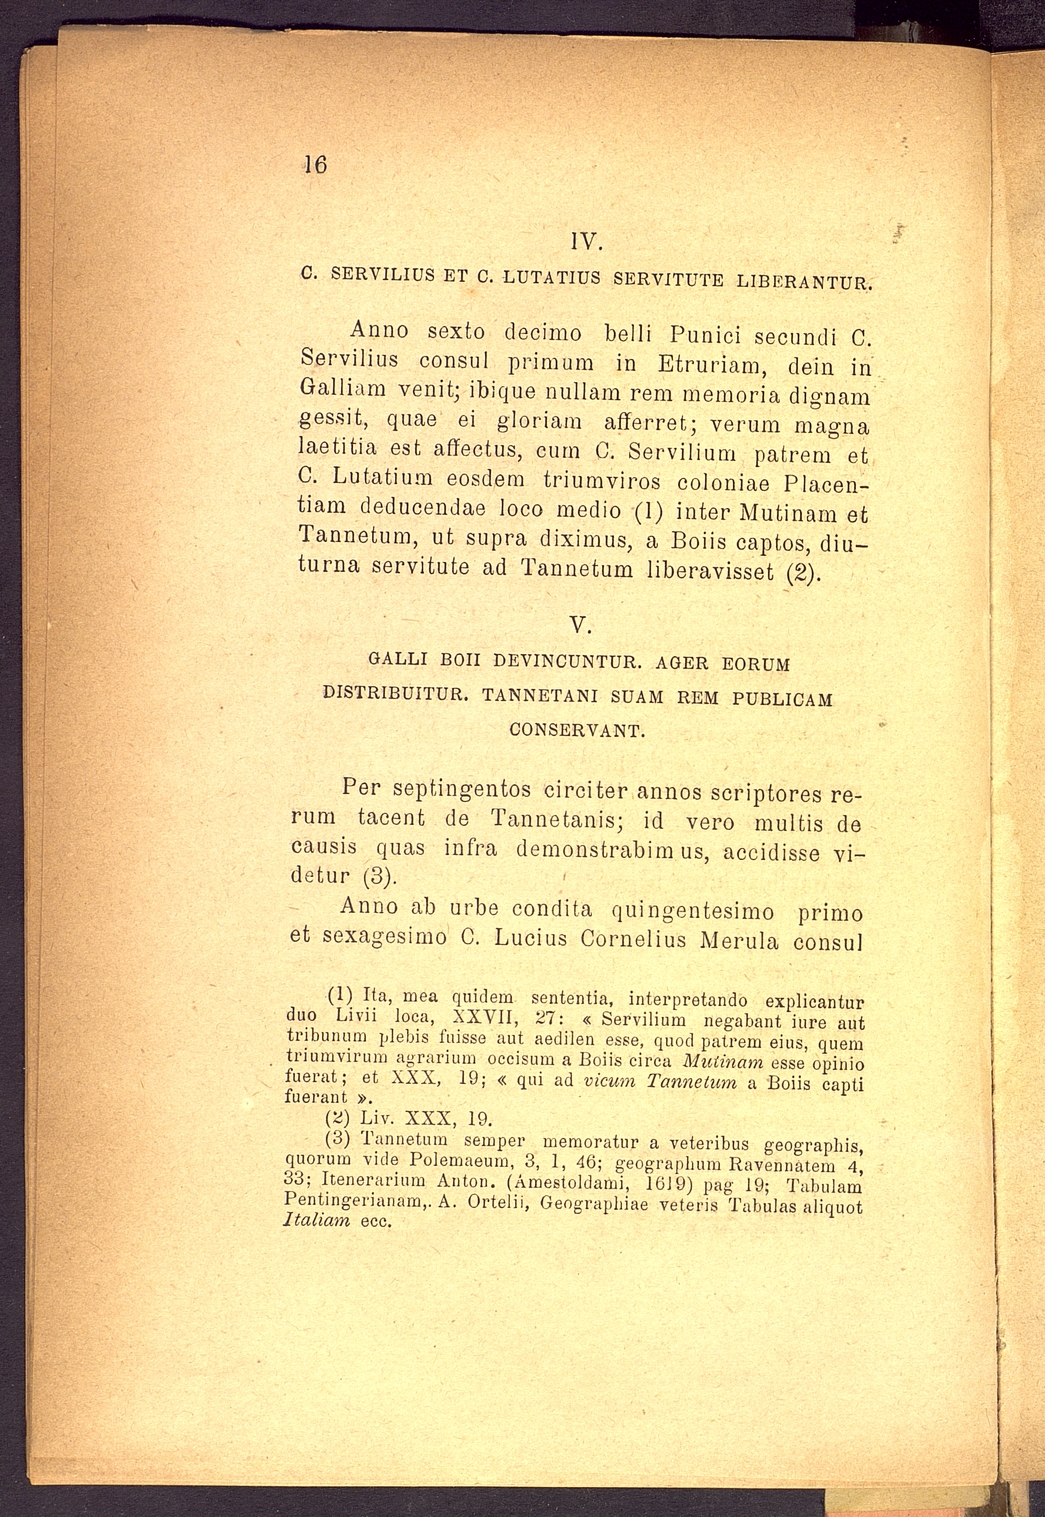 16
IV.
C. SERVILIUS ET C. LUTATIUS SERVITUTE LIBERANTUR.
Anno sexto decimo belli Punici secundi C.
Servilius consul primum in Etruriam, dein in
Galliam venit; ibique nullam rem memoria dignam
gessit, quae ei gloriam afferret; verum magna
laetitia est affectus, cum C. Servilium patrem et
C. Lutatium eosdem triumviros coloniae Placen-
tiam deducendae loco medio (1) inter Mutinam et
Tannetum, ut supra diximus, a Boiis captos, diu-
turna servitute ad Tannetum liberavisset (2).
V.
GALLI BOII DEVINCUNTUR. AGER EORUM
DISTRIBUITUR. TANNETANI SUAM REM PUBLICAM
CONSERVANT.
Per septingentos circiter annos scriptores re-
rum tacent de Tannetanis; id vero multis de
causis quas infra demonstrabimus, accidisse vi-
detur (3).
Anno ab urbe condita quingentesimo primo
et sexagesimo C. Lucius Cornelius Merula consul
(1) Ita, mea quidem sententia, interpretando explicantur
duo Livii loca, XXVII, 27: « Servilium negabant iure aut
tribunum plebis fuisse aut aedilen esse, quod patrem eius, quem
triumvirum agrarium occisum a Boiis circa Mutinam esse opinio
fuerat; et XXX, 19; « qui ad vicum Tannetum a Boiis capti
fuerant ».
(2) Liv. XXX, 19.
(3) Tannetum semper memoratur a veteribus geographis,
quorum vide Polemaeum, 3, 1, 46; geographum Ravennatem 4,
33; Itenerarium Anton. (Amestoldami, 1619) pag 19; Tabulam
Pentingerianam,. A. Ortelii, Geographiae veteris Tabulas aliquot
Italiam ecc.